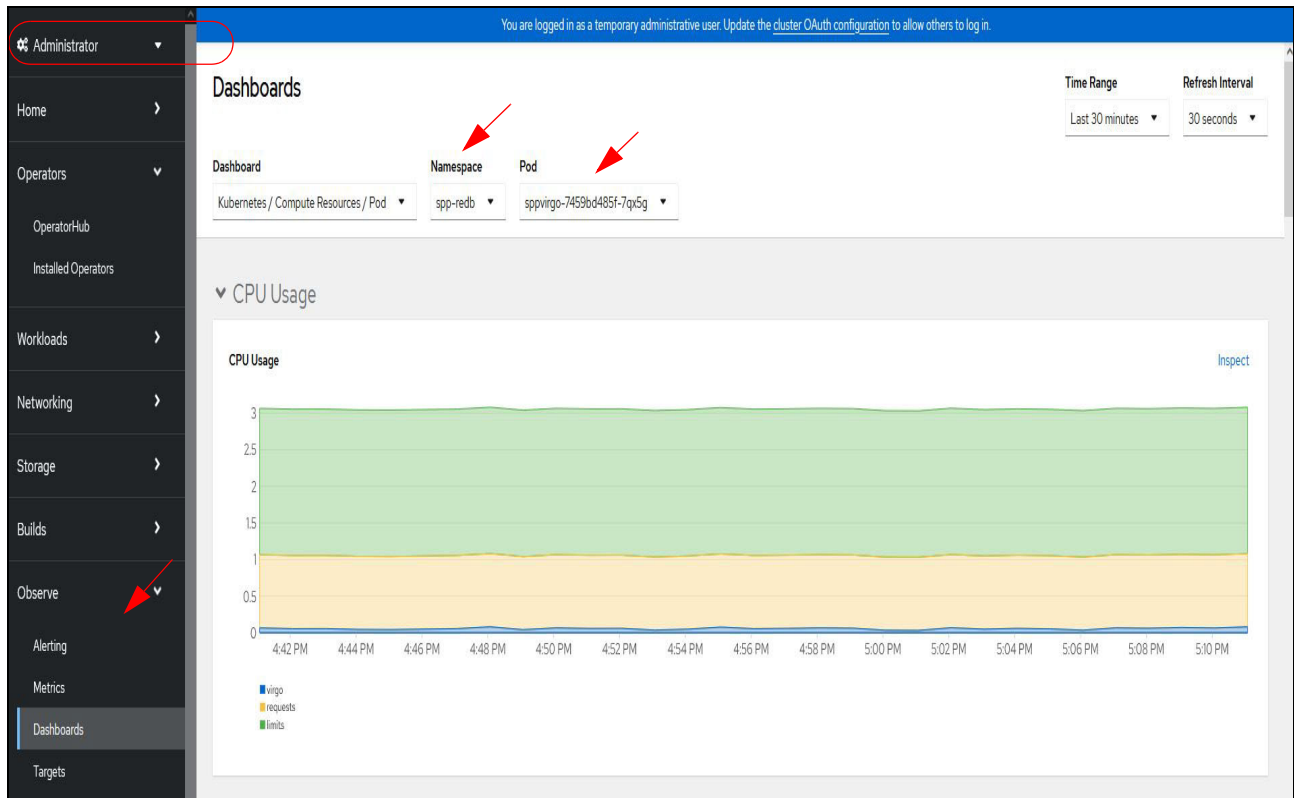 You are logged in as a temporary administrative user. Update the cluster OAuth configuration to allow others to log in.
Administrator
Home
Operators
OperatorHub
Installed Operators
Workloads
Networking
Storage
Builds
Observe
Alerting
Metrics
Dashboards
Targets
Dashboards
Time Range
Refresh Interval
Last 30 minutes
30 seconds
Dashboard
Namespace
Pod
Kubernetes / Compute Resources / Pod
spp-redb
sppvirgo-7459bd485f-7qx5g
CPU Usage
CPU Usage
Inspect
3
2.5
2
1.5
1
0.5
0
4:42 PM 4:44 PM 4:46 PM 4:48 PM 4:50 PM 4:52 PM 4:54 PM 4:56 PM 4:58 PM 5:00 PM 5:02 PM 5:04 PM 5:06 PM 5:08 PM 5:10 PM
virgo
requests
limits